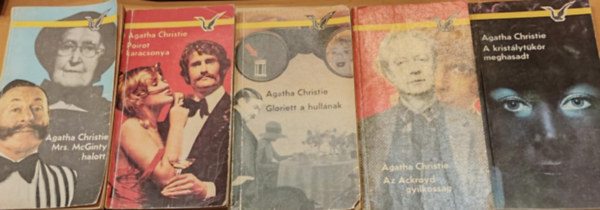 Agatha Christie
Mrs. McGinty
halott
Agatha Christie
Poirot
karácsonya
Agatha Christie
Gloriett a hullának
Agatha Christie
Az Ackroyd-
gyilkosság
Agatha Christie
A kristálytükör
meghasadt